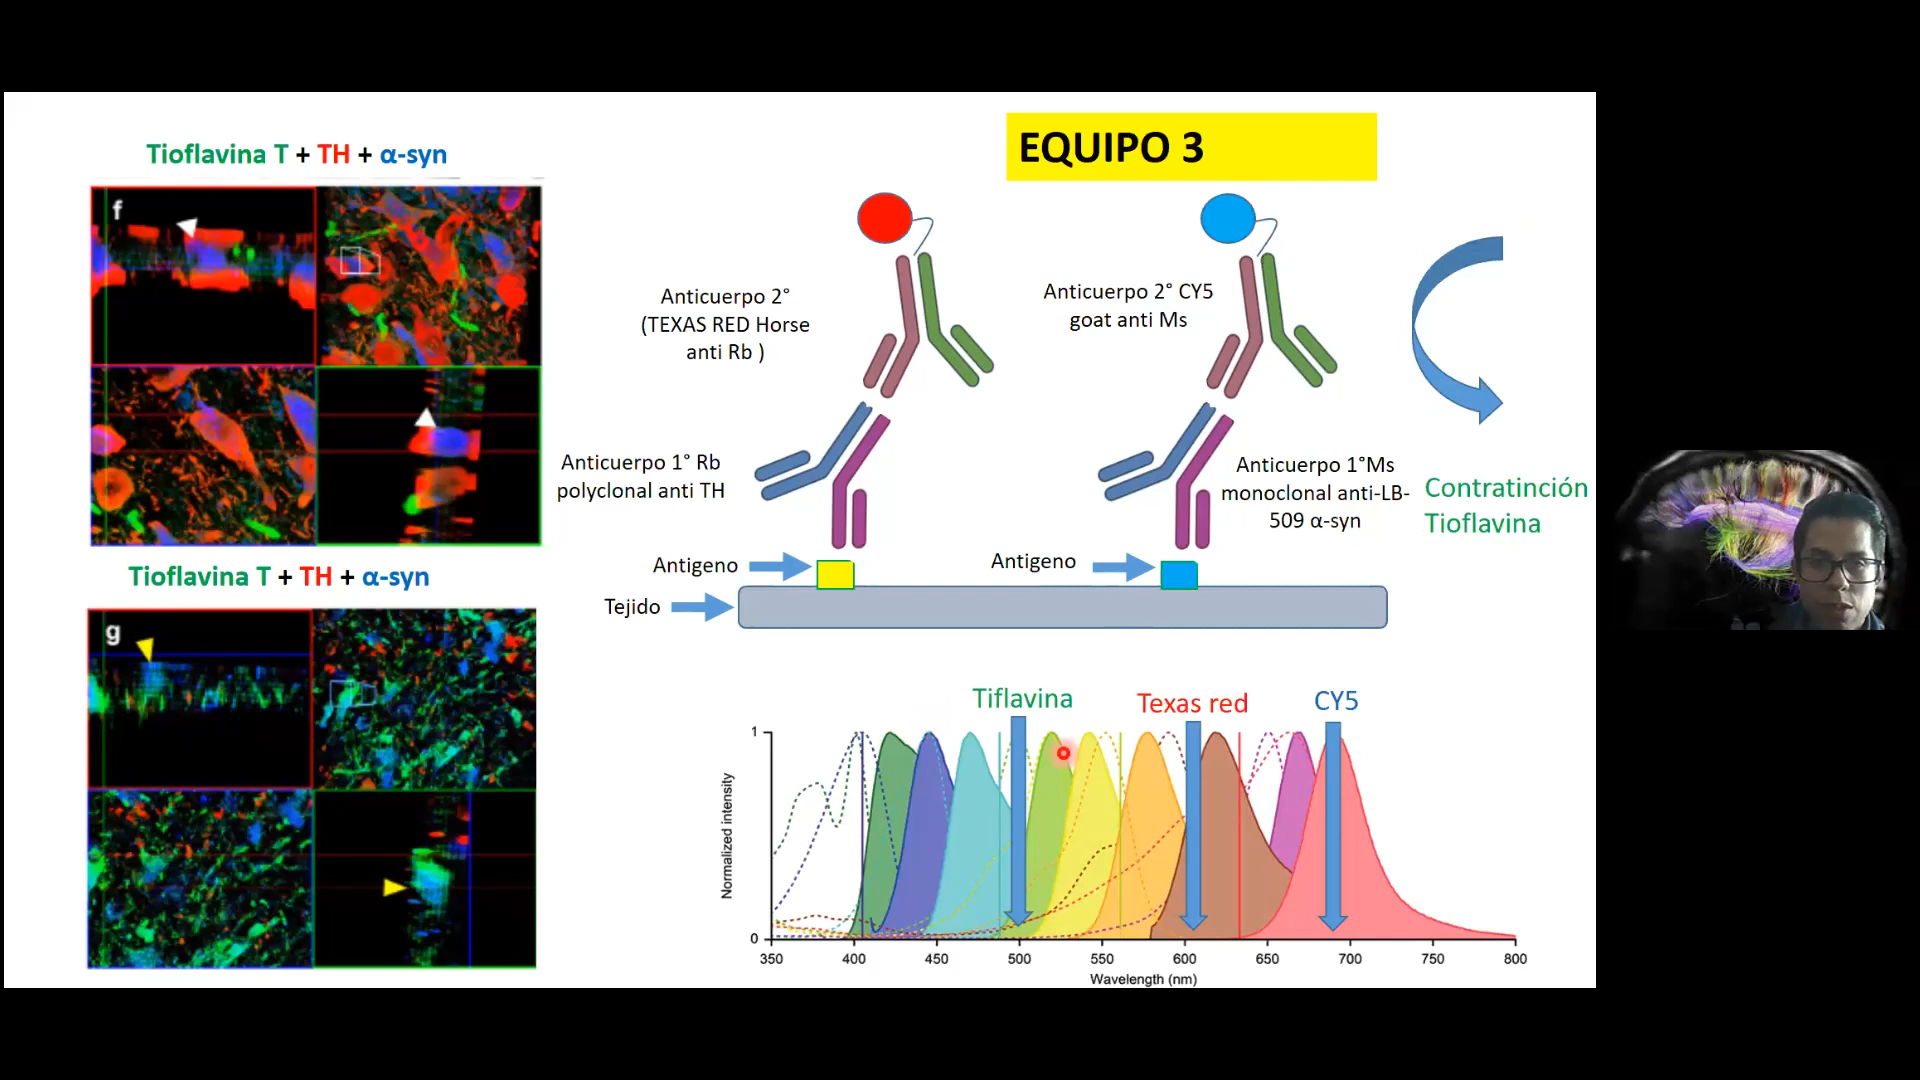 Tioflavina T + TH + α-syn
f
Tioflavina T + TH + α-syn
g
EQUIPO 3
Anticuerpo 2°
(TEXAS RED Horse
anti Rb )
Anticuerpo 2° CY5
goat anti Ms
Anticuerpo 1° Rb
polyclonal anti TH
Anticuerpo 1°Ms
monoclonal anti-LB-
509 α-syn
Contratinción
Tioflavina
Antigeno
Antigeno
Tejido
Tiflavina
Texas red
CY5
1
Normalized intensity
0
350 400 450 500 550 600 650 700 750 800
Wavelength (nm)